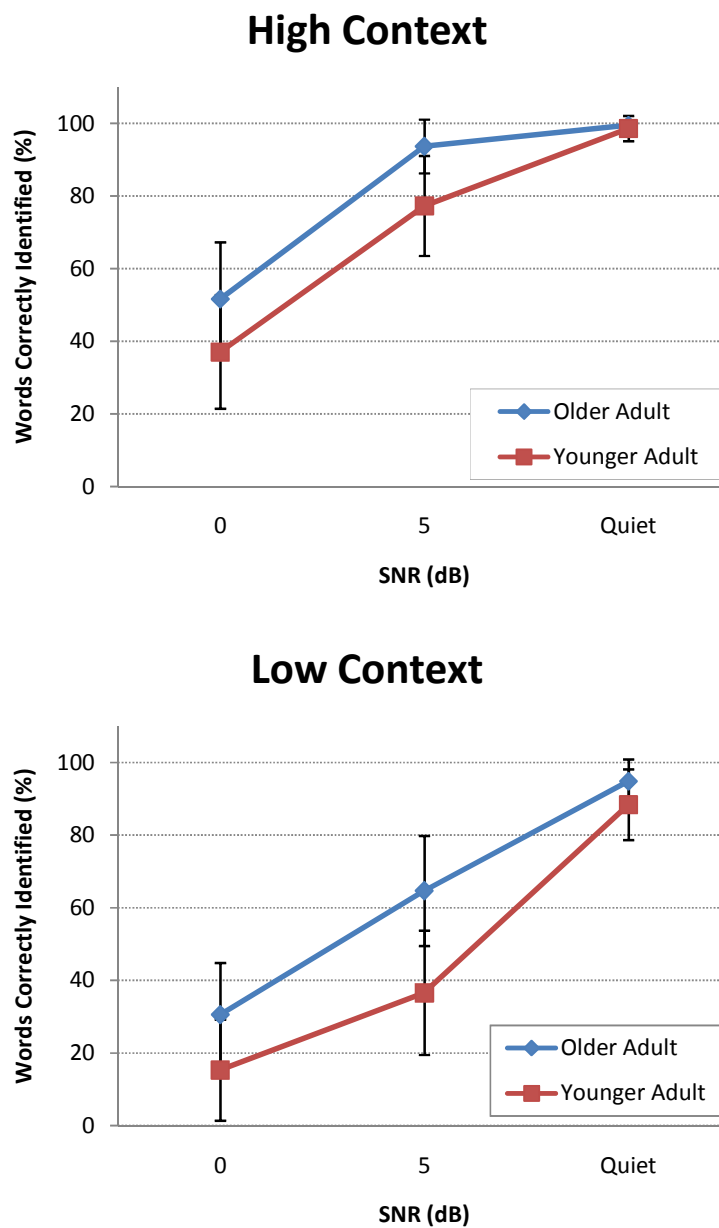 High Context
Words Correctly Identified (%)
100
80
60
40
20
0
Older Adult
Younger Adult
0 5 Quiet
SNR (dB)
Low Context
Words Correctly Identified (%)
100
80
60
40
20
0
Older Adult
Younger Adult
0 5 Quiet
SNR (dB)